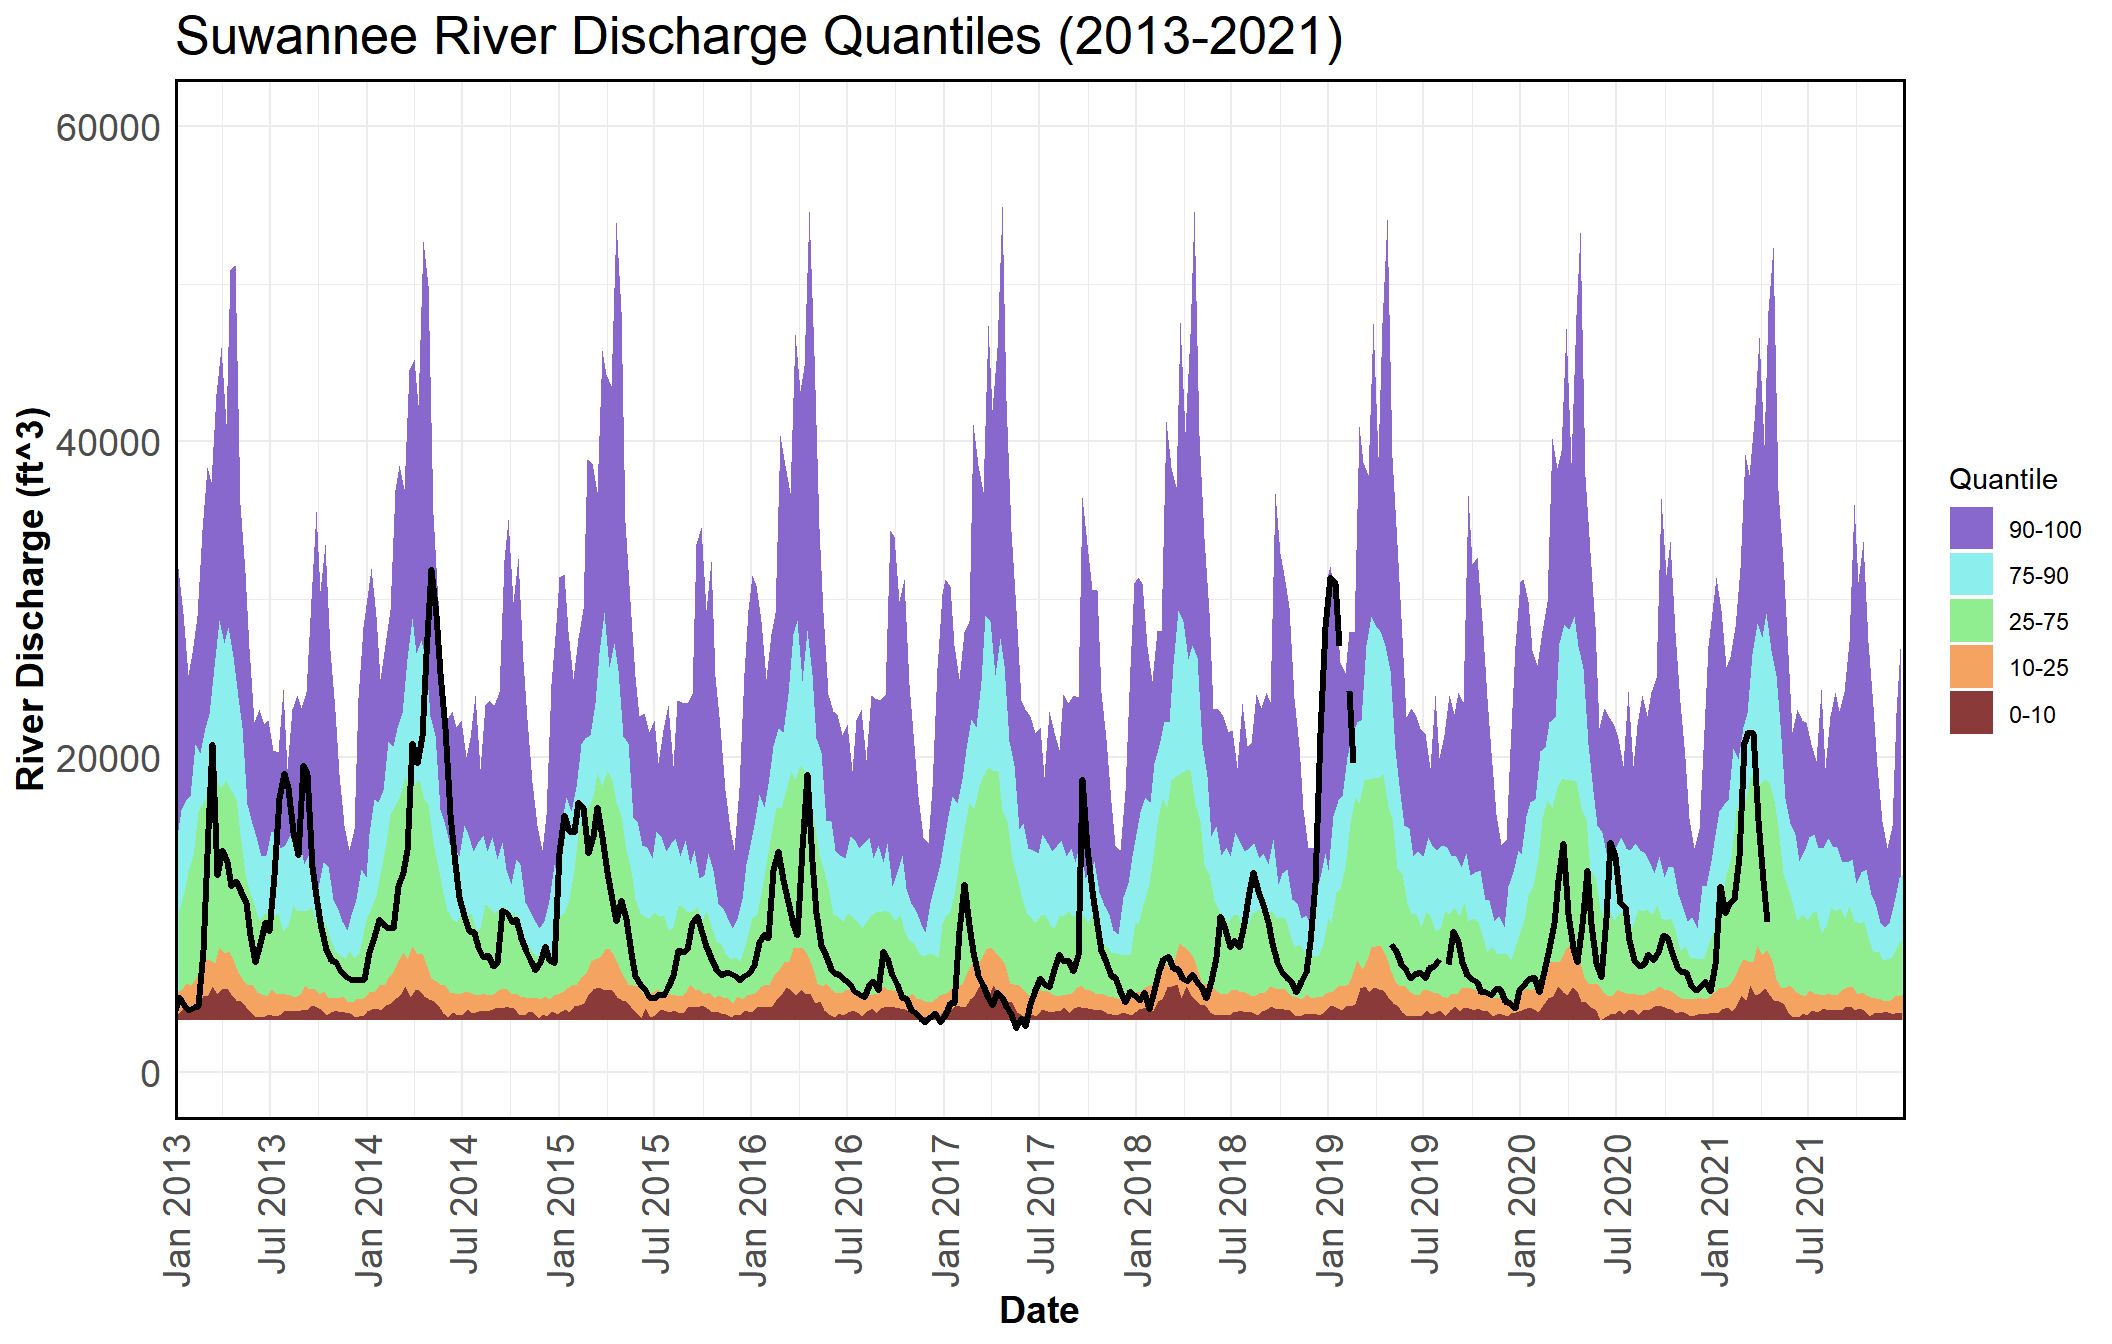 Suwannee River Discharge Quantiles (2013-2021)
River Discharge (ft^3)
60000
40000
20000
0
Jan 2013
Jul 2013
Jan 2014
Jul 2014
Jan 2015
Jul 2015
Jan 2016
Jul 2016
Jan 2017
Jul 2017
Jan 2018
Jul 2018
Jan 2019
Jul 2019
Jan 2020
Jul 2020
Jan 2021
Jul 2021
Date
Quantile
90-100
75-90
25-75
10-25
0-10